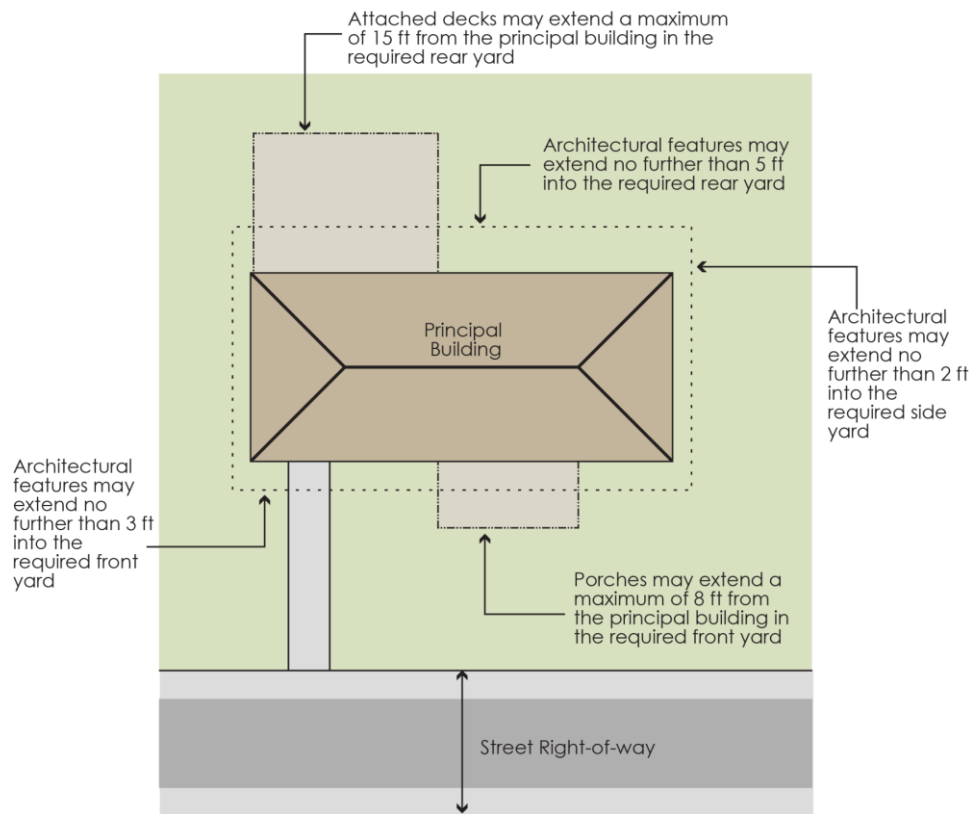 Attached decks may extend a maximum
of 15 ft from the principal building in the
required rear yard
Architectural features may
extend no further than 5 ft
into the required rear yard
Principal
Building
Architectural
features may
extend no
further than 2 ft
into the
required side
yard
Architectural
features may
extend no
further than 3 ft
into the
required front
yard
Porches may extend a
maximum of 8 ft from
the principal building in
the required front yard
Street Right-of-way